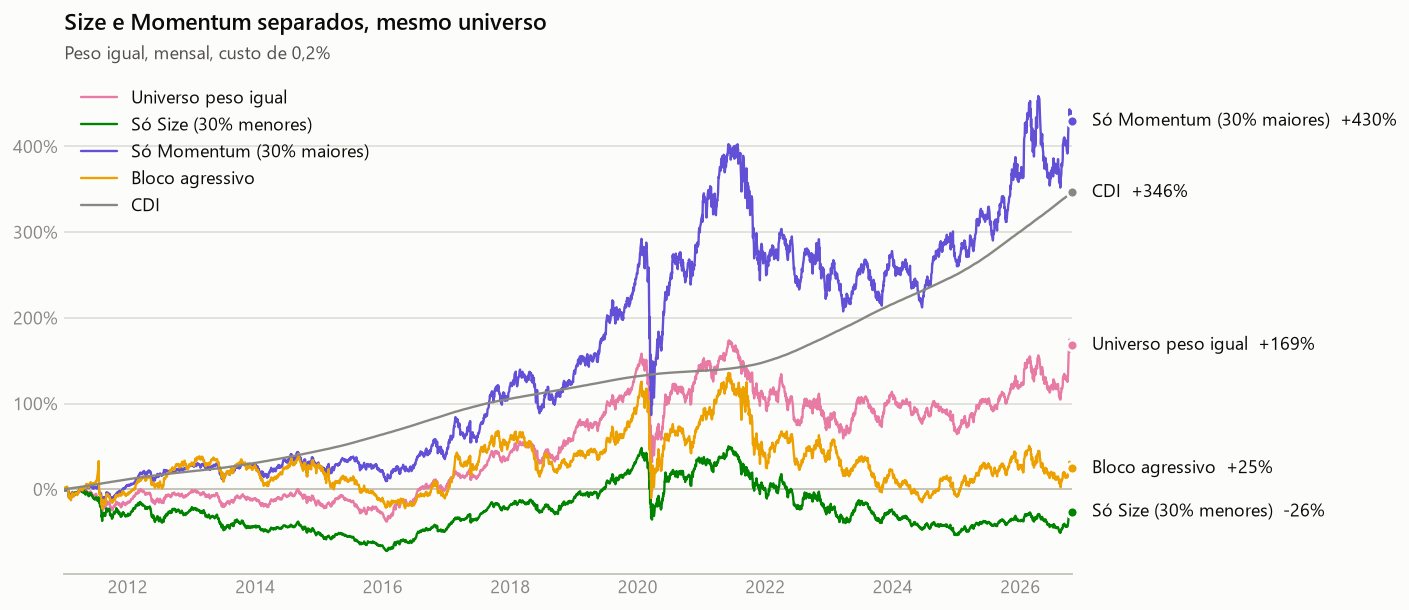 Size e Momentum separados, mesmo universo
Peso igual, mensal, custo de 0,2%
Universo peso igual
Só Size (30% menores)
Só Momentum (30% maiores)
Bloco agressivo
CDI
400%
300%
200%
100%
0%
Só Momentum (30% maiores) +430%
CDI +346%
Universo peso igual +169%
Bloco agressivo +25%
Só Size (30% menores) -26%
2012 2014 2016 2018 2020 2022 2024 2026